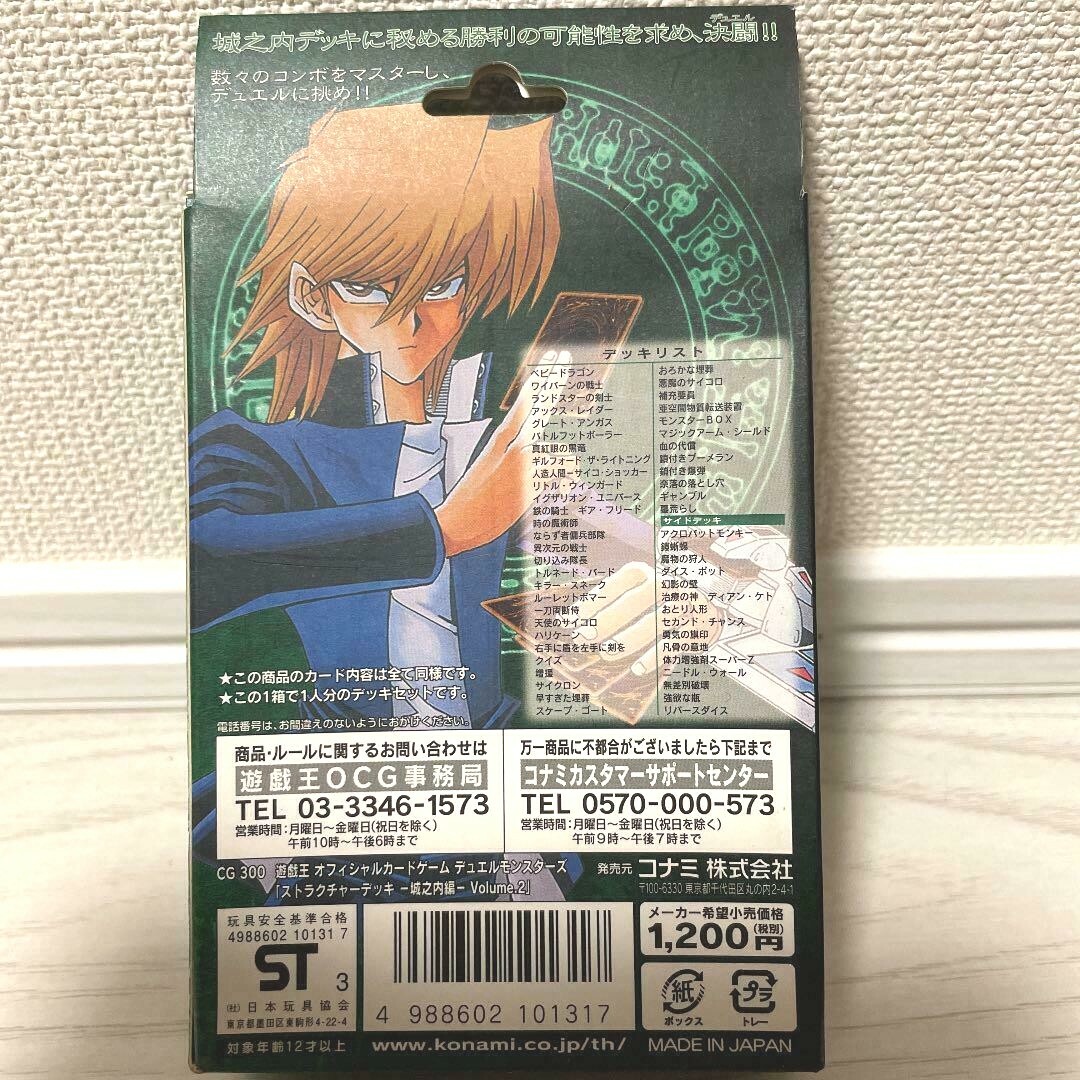 城之内デッキに秘める勝利の可能性を求め、決闘!!
デュエル
数々のコンボをマスターし、
デュエルに挑め!!
デッキリスト
ベビードラゴン
ワイバーンの戦士
ランドスターの剣士
アックス・レイダー
グレート・アンガス
バトルフットボーラー
真紅眼の黒竜
ギルフォード・ザ・ライトニング
人造人間-サイコ・ショッカー
リトル・ウィンガード
イグザリオン・ユニバース
鉄の騎士 ギア・フリード
時の魔術師
ならず者傭兵部隊
異次元の戦士
切り込み隊長
トルネード・バード
キラー・スネーク
ルーレットボマー
一刀両断侍
天使のサイコロ
ハリケーン
右手に盾を左手に剣を
クイズ
増援
サイクロン
早すぎた埋葬
スケープ・ゴート
おろかな埋葬
悪魔のサイコロ
補充要員
亜空間物質転送装置
モンスターBOX
マジックアーム・シールド
血の代償
鎖付きブーメラン
鎖付き爆弾
奈落の落とし穴
ギャンブル
墓荒らし
サイドデッキ
アクロバットモンキー
鎧蜥蜴
魔物の狩人
ダイス・ポット
幻影の壁
治療の神 ディアン・ケト
おとり人形
セカンド・チャンス
勇気の旗印
凡骨の意地
体力増強剤スーパーZ
ニードル・ウォール
無差別破壊
強欲な瓶
リバースダイス
★この商品のカード内容は全て同様です。
★この1箱で1人分のデッキセットです。
電話番号は、お間違えのないようにおかけください。
商品・ルールに関するお問い合わせは
遊戯王OCG事務局
TEL 03-3346-1573
営業時間:月曜日〜金曜日(祝日を除く)
午前10時〜午後6時まで
万一商品に不都合がございましたら下記まで
コナミカスタマーサポートセンター
TEL 0570-000-573
営業時間:月曜日〜金曜日(祝日を除く)
午前9時〜午後7時まで
CG 300 遊戯王 オフィシャルカードゲーム デュエルモンスターズ
「ストラクチャーデッキ -城之内編- Volume.2」
発売元 コナミ 株式会社
〒100-6330 東京都千代田区丸の内2-4-1
玩具安全基準合格
4988602 10131 7
ST 3
(社)日本玩具協会
東京都墨田区東駒形4-22-4
対象年齢12才以上
4 988602 101317
www.konami.co.jp/th/
メーカー希望小売価格
1,200円(税別)
紙
ボックス
プラ
トレー
MADE IN JAPAN